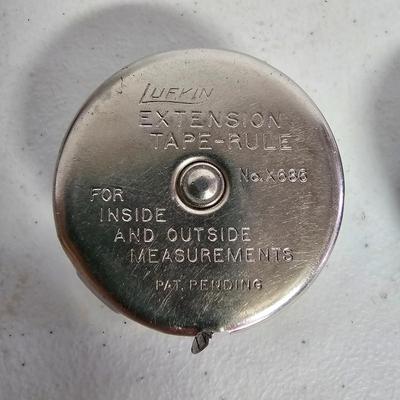 LUFKIN
EXTENSION
TAPE-RULE
No. X686
FOR
INSIDE
AND OUTSIDE
MEASUREMENTS
PAT. PENDING